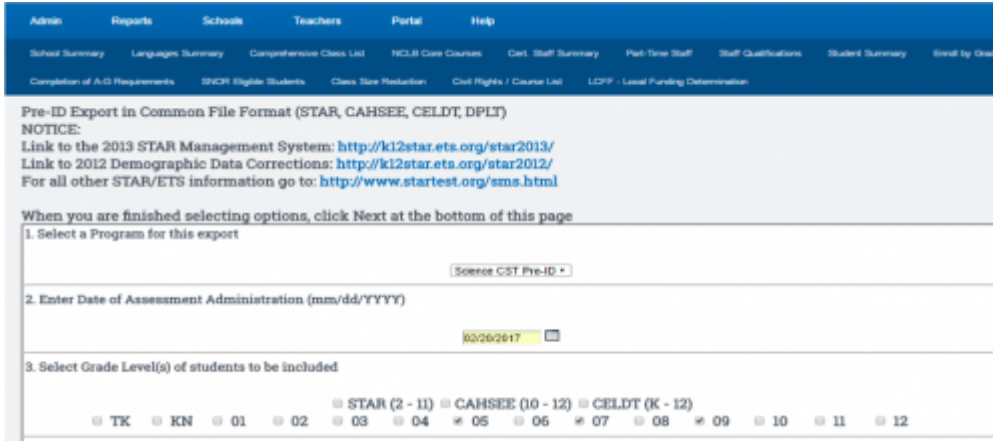 Admin Reports Schools Teachers Portal Help
School Summary Languages Summary Comprehensive Class List NCLB Core Courses Cert. Staff Summary Part-Time Staff Staff Qualifications Student Summary Enroll by Grad
Completion of A-G Requirements SNOR Eligible Students Class Size Reduction Civil Rights / Course List LCFF - Local Funding Determination
Pre-ID Export in Common File Format (STAR, CAHSEE, CELDT, DPLT)
NOTICE:
Link to the 2013 STAR Management System: http://k12star.ets.org/star2013/
Link to 2012 Demographic Data Corrections: http://k12star.ets.org/star2012/
For all other STAR/ETS information go to: http://www.startest.org/sms.html
When you are finished selecting options, click Next at the bottom of this page
1. Select a Program for this export
Science CST Pre-ID
2. Enter Date of Assessment Administration (mm/dd/YYYY)
02/20/2017
3. Select Grade Level(s) of students to be included
STAR (2 - 11) CAHSEE (10 - 12) CELDT (K - 12)
TK KN 01 02 03 04 05 06 07 08 09 10 11 12